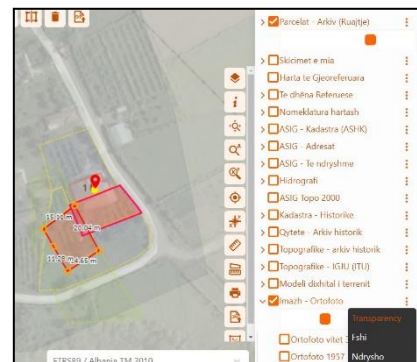 Parcelat - Arkiv (Ruajtje)
Skicimet e mia
Harta te Gjeoreferuara
Te dhëna Referuese
Nomeklatura hartash
ASIG - Kadastra (ASHK)
ASIG - Adresat
ASIG - Te ndryshme
Hidrografi
ASIG Topo 2000
Kadastra - Historike
Qytete - Arkiv historik
Topografike - arkiv historik
Topografike - IGJU (ITU)
Modeli dixhital i terrenit
Imazh - Ortofoto
Transparency
Fshi
Ndrysho
Ortofoto vitet
Ortofoto 1957
1
20.04 m
ETRS89 / Albania TM 2010